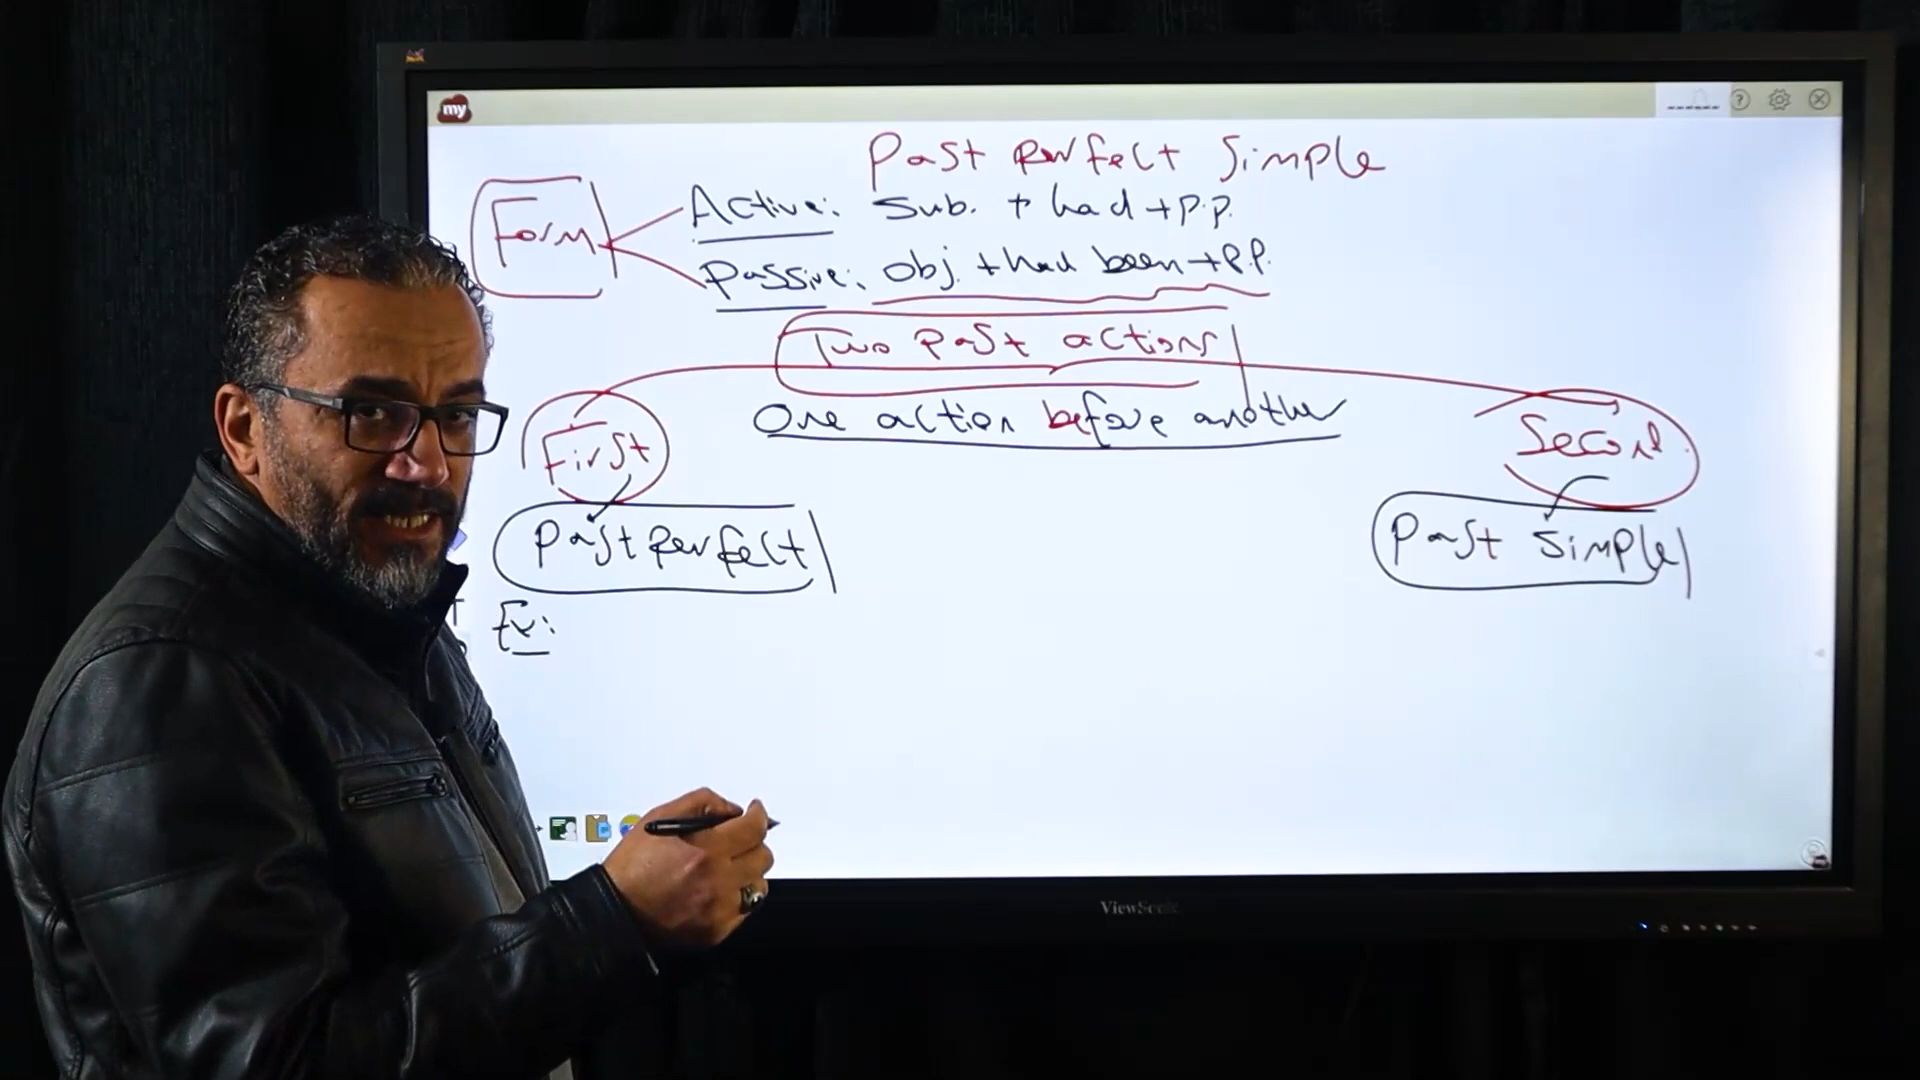 my
Past Perfect Simple
Form
Active: Sub. + had + P.P.
Passive: obj. + had been + P.P.
Two Past actions
One action before another
First
Second
Past Perfect
Past Simple
Ex:
ViewSonic